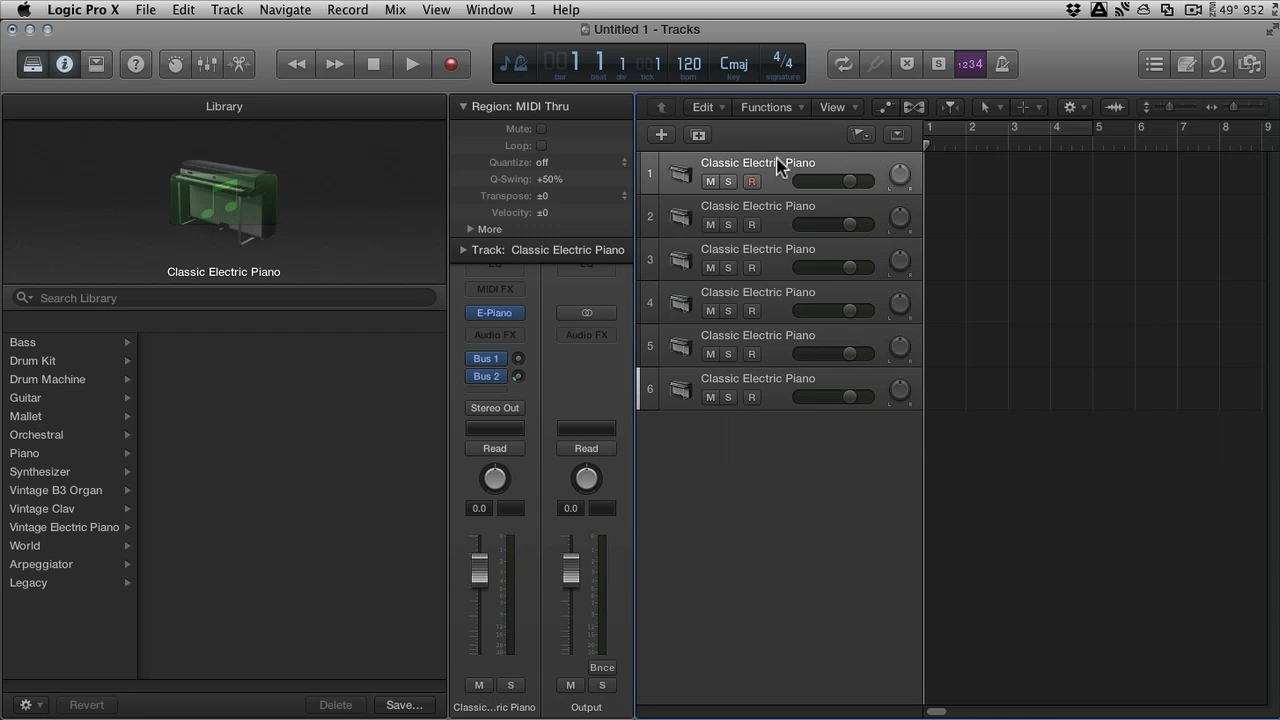 Logic Pro X File Edit Track Navigate Record Mix View Window 1 Help 49° 952
Untitled 1 - Tracks
1 1 1 1 120 Cmaj 4/4
bar beat div tick bpm key signature
1234
Library
Region: MIDI Thru
Edit Functions View
Mute:
Loop:
Quantize: off
Q-Swing: +50%
Transpose: ±0
Velocity: ±0
More
Track: Classic Electric Piano
1 2 3 4 5 6 7 8 9
Classic Electric Piano
Search Library
Bass
Drum Kit
Drum Machine
Guitar
Mallet
Orchestral
Piano
Synthesizer
Vintage B3 Organ
Vintage Clav
Vintage Electric Piano
World
Arpeggiator
Legacy
Revert Delete Save...
EQ EQ
MIDI FX
E-Piano
Audio FX Audio FX
Bus 1
Bus 2
Stereo Out
Read Read
0.0 0.0
Bnce
M S M S
Classic...ric Piano Output
1 Classic Electric Piano
M S R L R
2 Classic Electric Piano
M S R L R
3 Classic Electric Piano
M S R L R
4 Classic Electric Piano
M S R L R
5 Classic Electric Piano
M S R L R
6 Classic Electric Piano
M S R L R